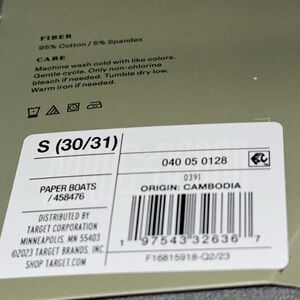 FIBER
95% Cotton / 5% Spandex
CARE
Machine wash cold with like colors.
Gentle cycle. Only non-chlorine
bleach if needed. Tumble dry low.
Warm iron if needed.
S (30/31)
040 05 0128
0391
PAPER BOATS
/ 458476
ORIGIN: CAMBODIA
DISTRIBUTED BY
TARGET CORPORATION
MINNEAPOLIS, MN 55403
©2023 TARGET BRANDS, INC.
SHOP TARGET.COM
1 97543 32636 7
F16815918-Q2/23